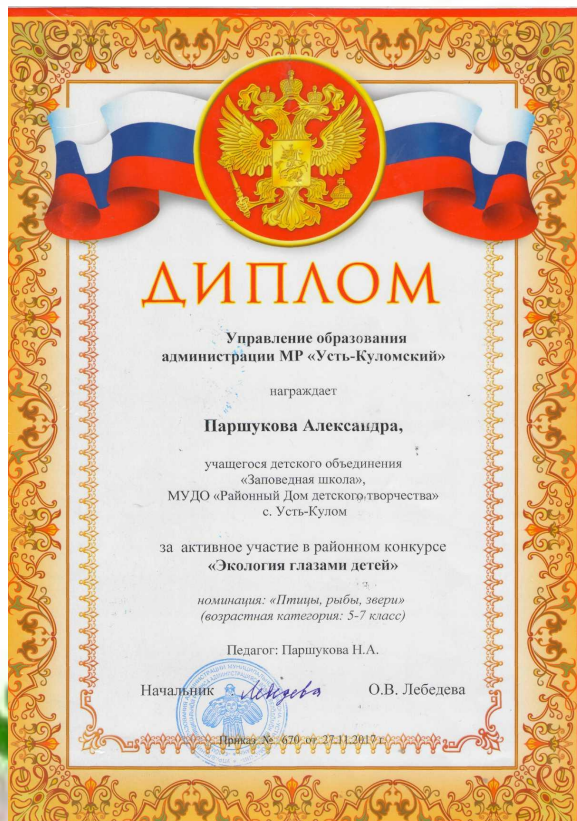 ДИПЛОМ
Управление образования
администрации МР «Усть-Куломский»
награждает
Паршукова Александра,
учащегося детского объединения
«Заповедная школа»,
МУДО «Районный Дом детского творчества»
с. Усть-Кулом
за активное участие в районном конкурсе
«Экология глазами детей»
номинация: «Птицы, рыбы, звери»
(возрастная категория: 5-7 класс)
Педагог: Паршукова Н.А.
Начальник Лебедева О.В. Лебедева
Приказ № 670 от 27.11.2017 г.